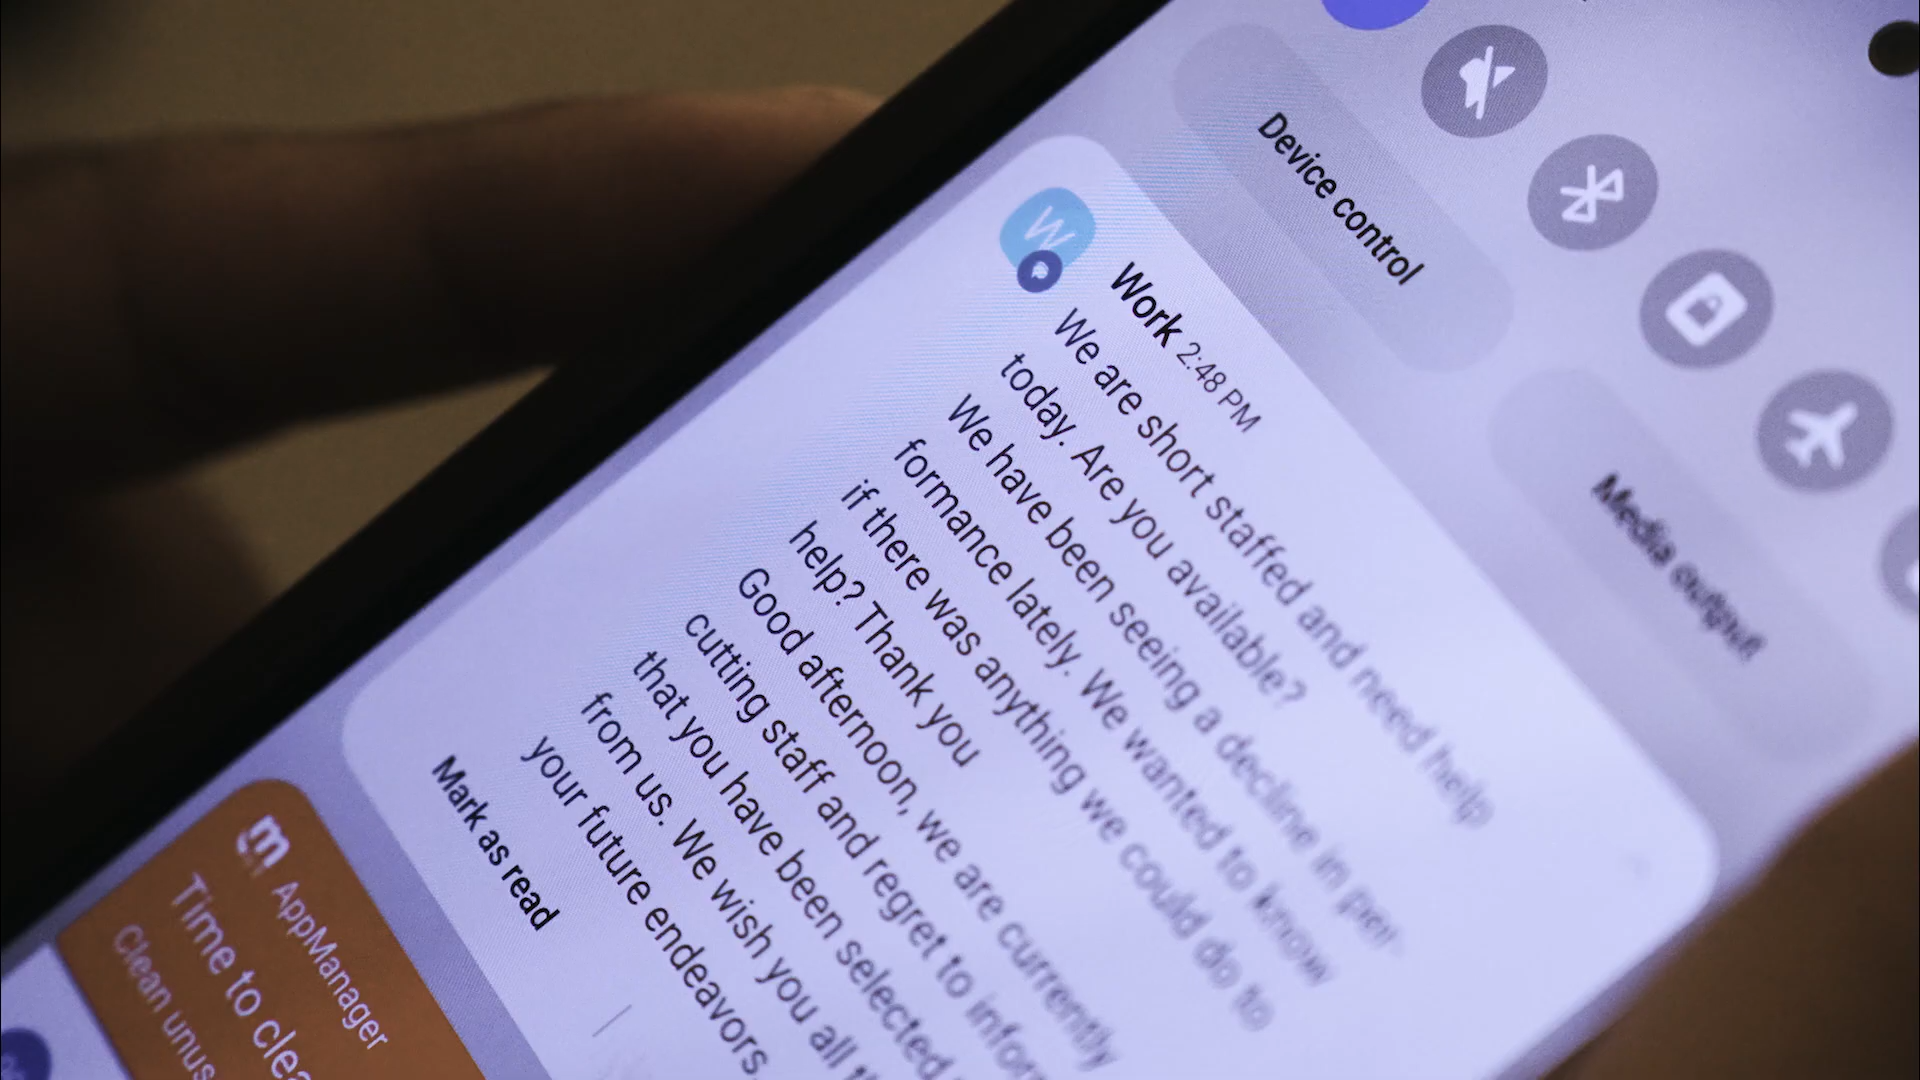 Device control
Media output
W
Work 2:48 PM
We are short staffed and need help
today. Are you available?
We have been seeing a decline in per-
formance lately. We wanted to know
if there was anything we could do to
help? Thank you
Good afternoon, we are currently
cutting staff and regret to inform
that you have been selected
from us. We wish you all
your future endeavors.
Mark as read
m AppManager
Time to clea
Clean unus